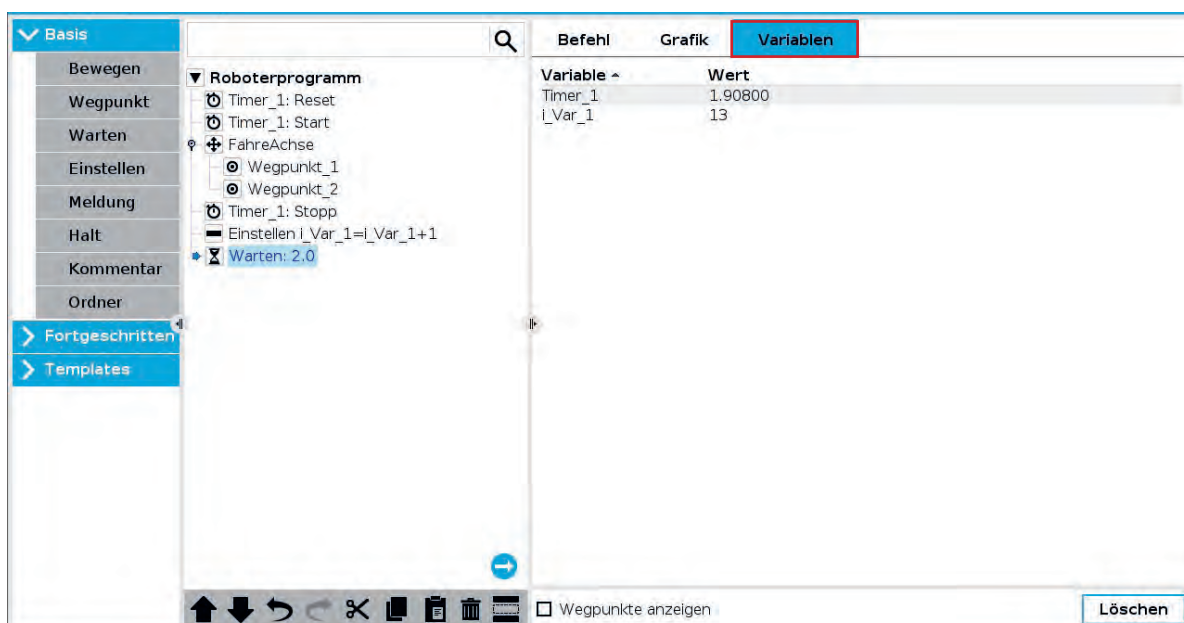 Basis
Bewegen
Wegpunkt
Warten
Einstellen
Meldung
Halt
Kommentar
Ordner
Fortgeschritten
Templates
Roboterprogramm
Timer_1: Reset
Timer_1: Start
FahreAchse
Wegpunkt_1
Wegpunkt_2
Timer_1: Stopp
Einstellen i_Var_1=i_Var_1+1
Warten: 2.0
Befehl Grafik Variablen
Variable Wert
Timer_1 1.90800
i_Var_1 13
Wegpunkte anzeigen
Löschen